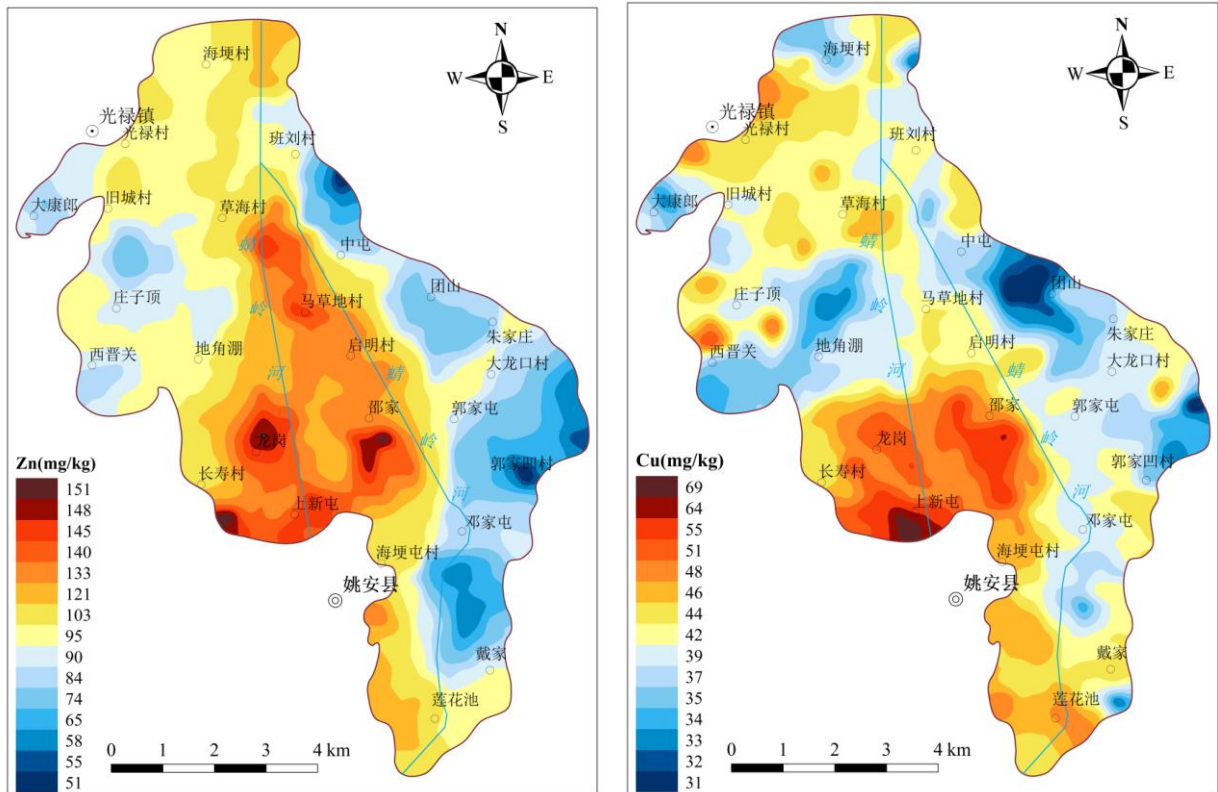 N
W
E
S
海埂村
光禄镇
光禄村
班刘村
大康郎
旧城村
草海村
中屯
蜻
团山
庄子顶
马草地村
岭
朱家庄
西晋关
地角淜
启明村
大龙口村
河
蜻
邵家
郭家屯
岭
龙岗
郭家凹村
长寿村
河
上新屯
邓家屯
海埂屯村
姚安县
戴家
莲花池
Zn(mg/kg)
151
148
145
140
133
121
103
95
90
84
74
65
58
55
51
0 1 2 3 4 km
N
W
E
S
海埂村
光禄镇
光禄村
班刘村
大康郎
旧城村
草海村
中屯
蜻
团山
庄子顶
马草地村
岭
朱家庄
西晋关
地角淜
启明村
大龙口村
河
蜻
邵家
郭家屯
岭
龙岗
郭家凹村
长寿村
河
上新屯
邓家屯
海埂屯村
姚安县
戴家
莲花池
Cu(mg/kg)
69
64
55
51
48
46
44
42
39
37
35
34
33
32
31
0 1 2 3 4 km